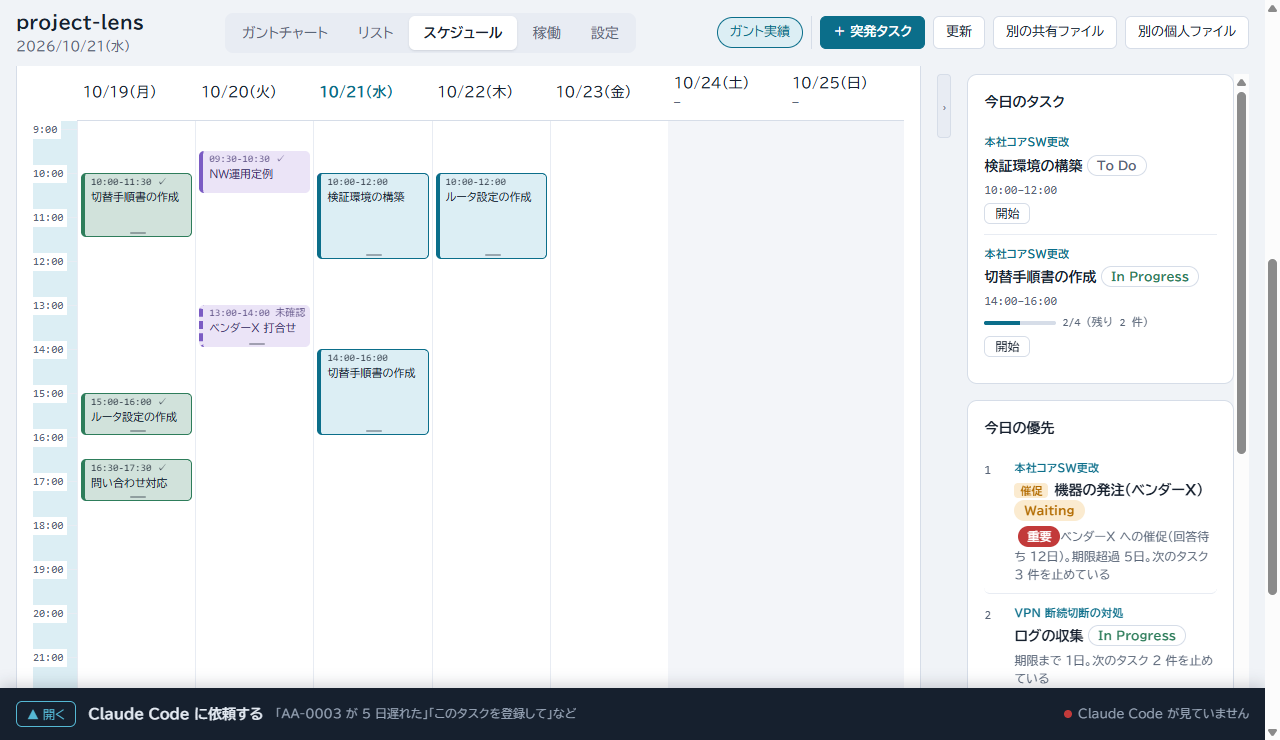 project-lens
2026/10/21(水)
ガントチャート リスト スケジュール 稼働 設定
ガント実績
＋ 突発タスク
更新
別の共有ファイル
別の個人ファイル
10/19(月) 10/20(火) 10/21(水) 10/22(木) 10/23(金) 10/24(土) 10/25(日)
– –
9:00
10:00
11:00
12:00
13:00
14:00
15:00
16:00
17:00
18:00
19:00
20:00
21:00
10:00-11:30 ✓
切替手順書の作成
15:00-16:00 ✓
ルータ設定の作成
16:30-17:30 ✓
問い合わせ対応
09:30-10:30 ✓
NW運用定例
13:00-14:00 未確認
ベンダーX 打合せ
10:00-12:00
検証環境の構築
14:00-16:00
切替手順書の作成
10:00-12:00
ルータ設定の作成
›
今日のタスク
本社コアSW更改
検証環境の構築 To Do
10:00-12:00
開始
本社コアSW更改
切替手順書の作成 In Progress
14:00-16:00
2/4 (残り 2 件)
開始
今日の優先
1 本社コアSW更改
催促 機器の発注(ベンダーX)
Waiting
重要 ベンダーX への催促(回答待
ち 12日)。期限超過 5日。次のタスク
3 件を止めている
2 VPN 断続切断の対処
ログの収集 In Progress
期限まで 1日。次のタスク 2 件を止め
ている
▲ 開く
Claude Code に依頼する
「AA-0003 が 5 日遅れた」「このタスクを登録して」など
Claude Code が見ていません